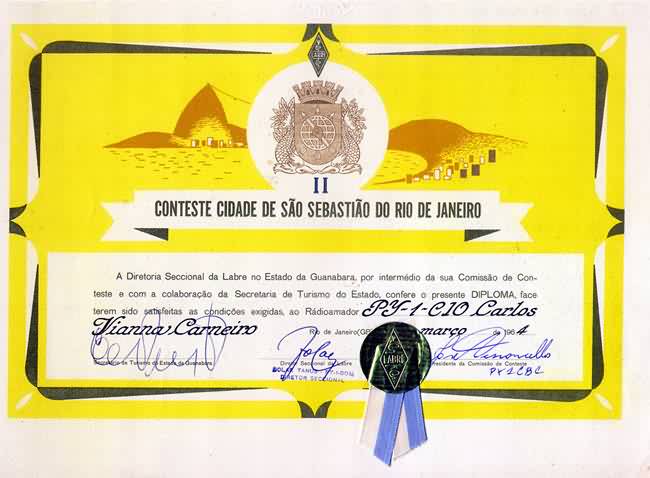 LABRE
II
CONTESTE CIDADE DE SÃO SEBASTIÃO DO RIO DE JANEIRO
A Diretoria Seccional da Labre no Estado da Guanabara, por intermédio da sua Comissão de Con-
teste e com a colaboração da Secretaria de Turismo do Estado, confere o presente DIPLOMA, face
terem sido satisfeitas as condições exigidas, ao Rádioamador PY-1-CIO Carlos
Vianna Carneiro Rio de Janeiro(GB março de 1964
Secretária de Turismo do Estado da Guanabara Diretor Seccional da Labre Presidente da Comissão de Conteste
DIRETOR SECCIONAL
PY1CBC
LABRE